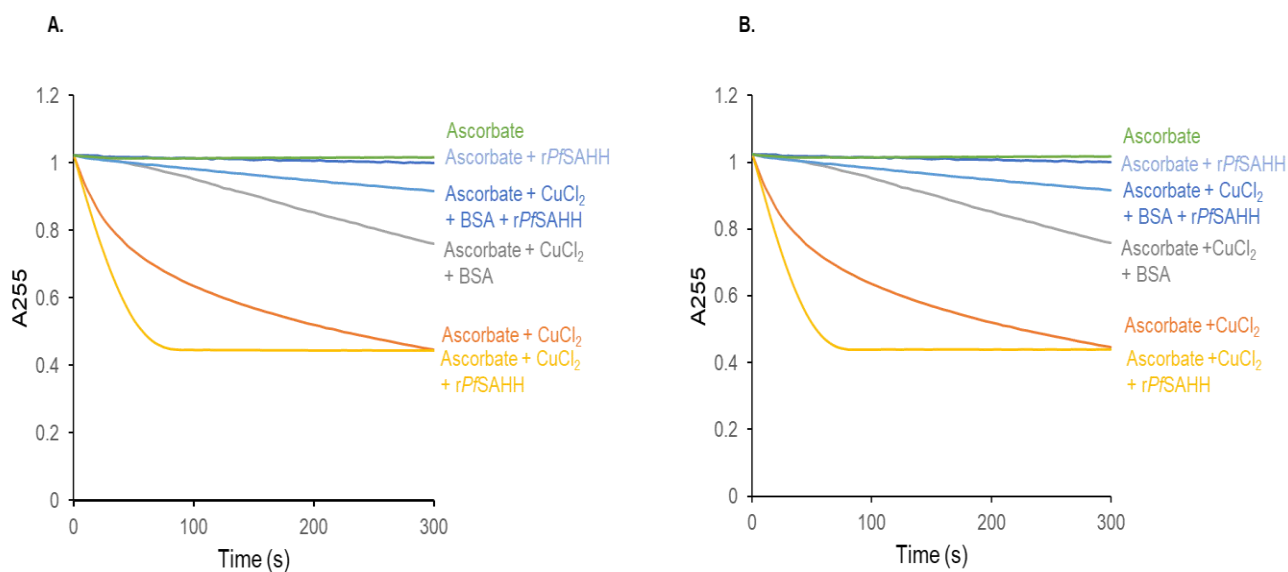 A.
1.2
1
0.8
0.6
0.4
0.2
0
0
100
200
300
A255
Time (s)
Ascorbate
Ascorbate + rPfSAHH
Ascorbate + CuCl₂
+ BSA + rPfSAHH
Ascorbate + CuCl₂
+ BSA
Ascorbate + CuCl₂
Ascorbate + CuCl₂
+ rPfSAHH
B.
1.2
1
0.8
0.6
0.4
0.2
0
0
100
200
300
A255
Time (s)
Ascorbate
Ascorbate + rPfSAHH
Ascorbate + CuCl₂
+ BSA + rPfSAHH
Ascorbate +CuCl₂
+ BSA
Ascorbate +CuCl₂
Ascorbate +CuCl₂
+ rPfSAHH